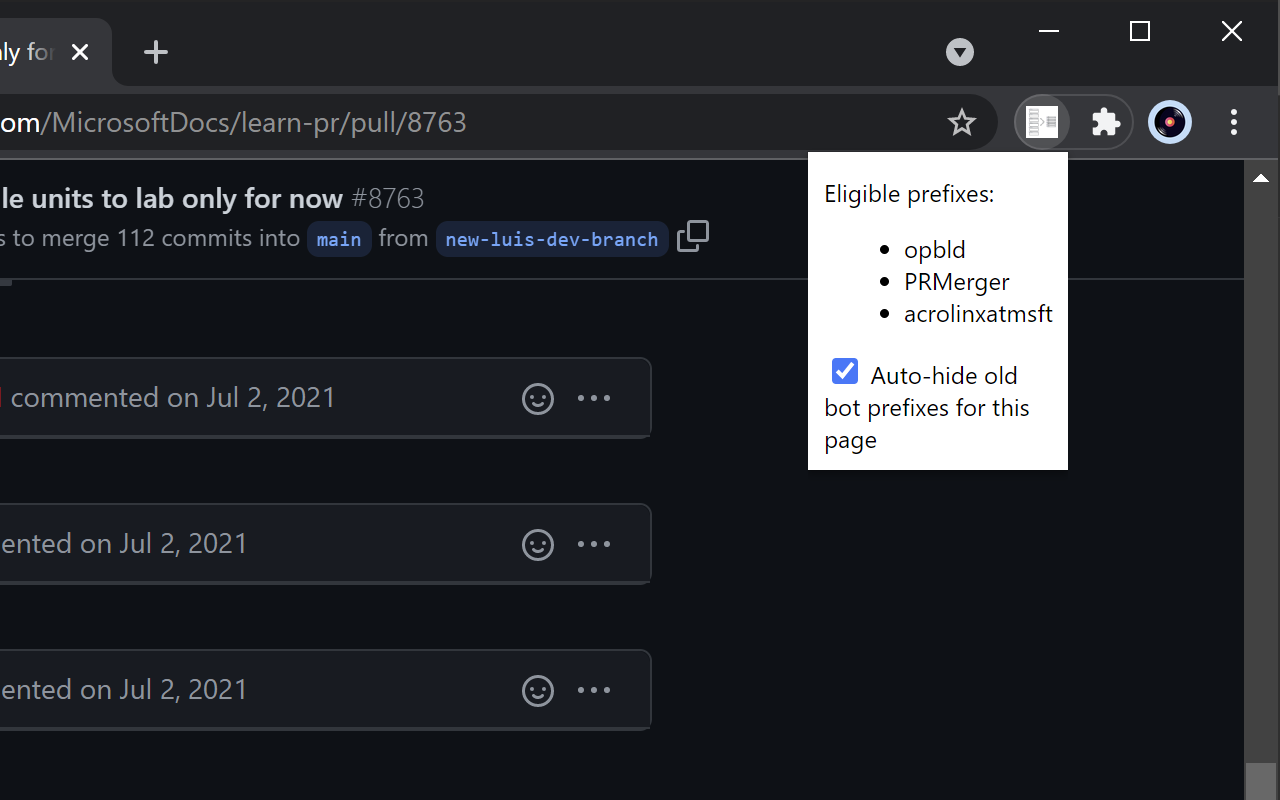 only for
om/MicrosoftDocs/learn-pr/pull/8763
le units to lab only for now #8763
s to merge 112 commits into main from new-luis-dev-branch
commented on Jul 2, 2021
ented on Jul 2, 2021
ented on Jul 2, 2021
Eligible prefixes:
opbld
PRMerger
acrolinxatmsft
Auto-hide old
bot prefixes for this
page